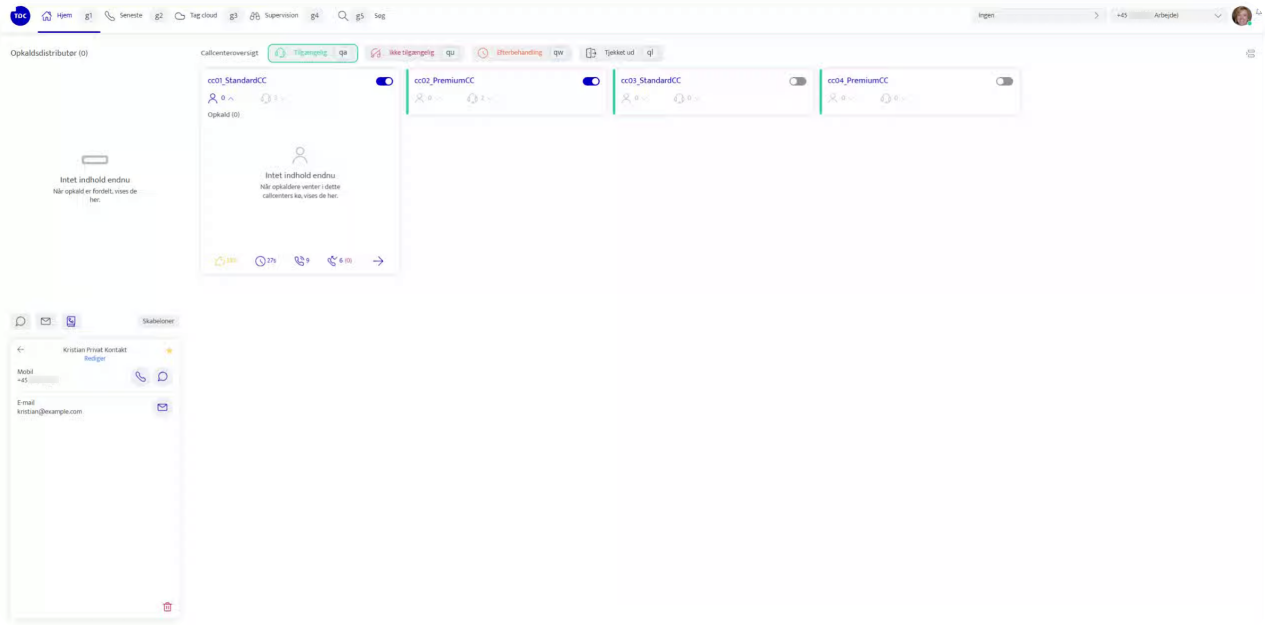 TOC Hjem g1 Seneste g2 Tag cloud g3 Supervision g4 g5 Søg Ingen +45 Arbejde)
Opkaldsdistributør (0)
Intet indhold endnu
Når opkald er fordelt, vises de
her.
Callcenteroversigt Tilgængelig qa Ikke tilgængelig qu Efterbehandling qw Tjekket ud ql
cc01_StandardCC
0
Opkald (0)
Intet indhold endnu
Når opkaldere venter i dette
callcenters kø, vises de her.
27s 9 6 (0)
cc02_PremiumCC
0 2
cc03_StandardCC
0 0
cc04_PremiumCC
0
Skabeloner
Kristian Privat Kontakt
Rediger
Mobil
+45
E-mail
kristian@example.com